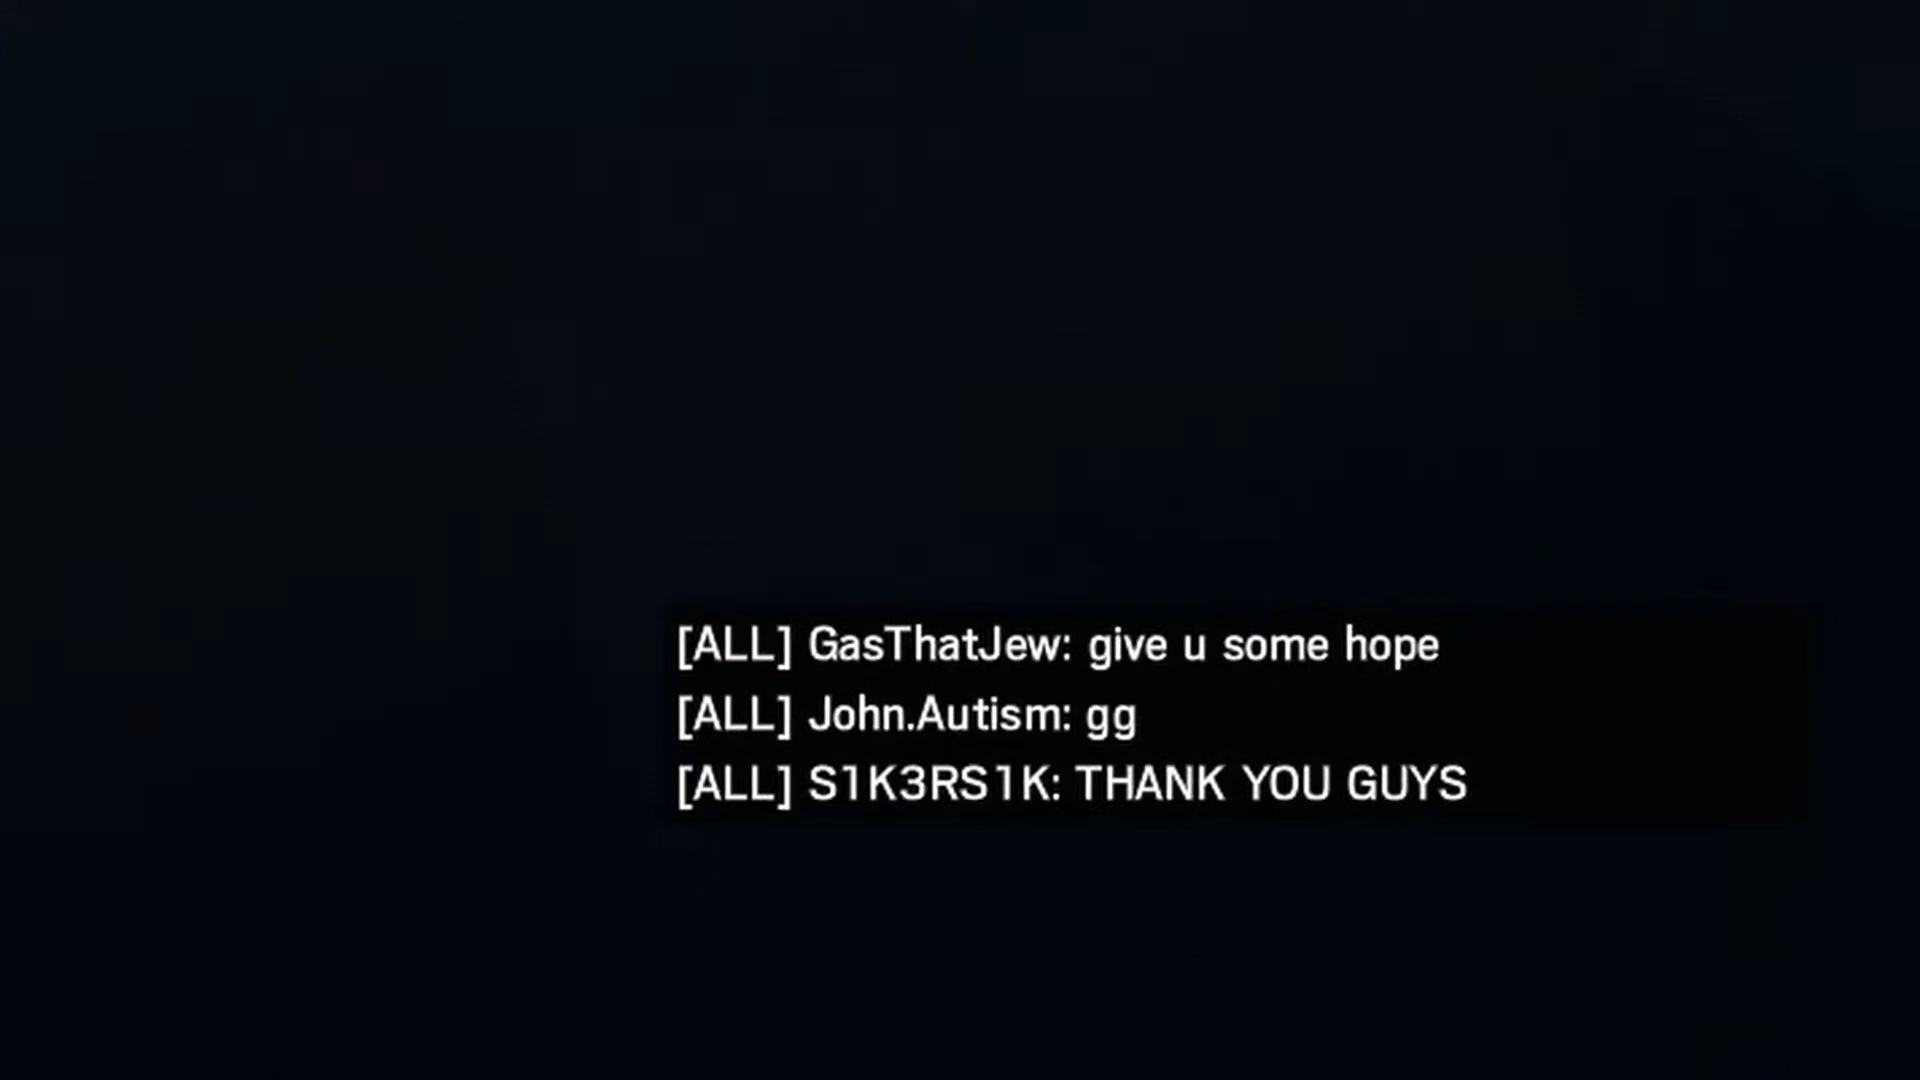 [ALL] GasThatJew: give u some hope
[ALL] John.Autism: gg
[ALL] S1K3RS1K: THANK YOU GUYS